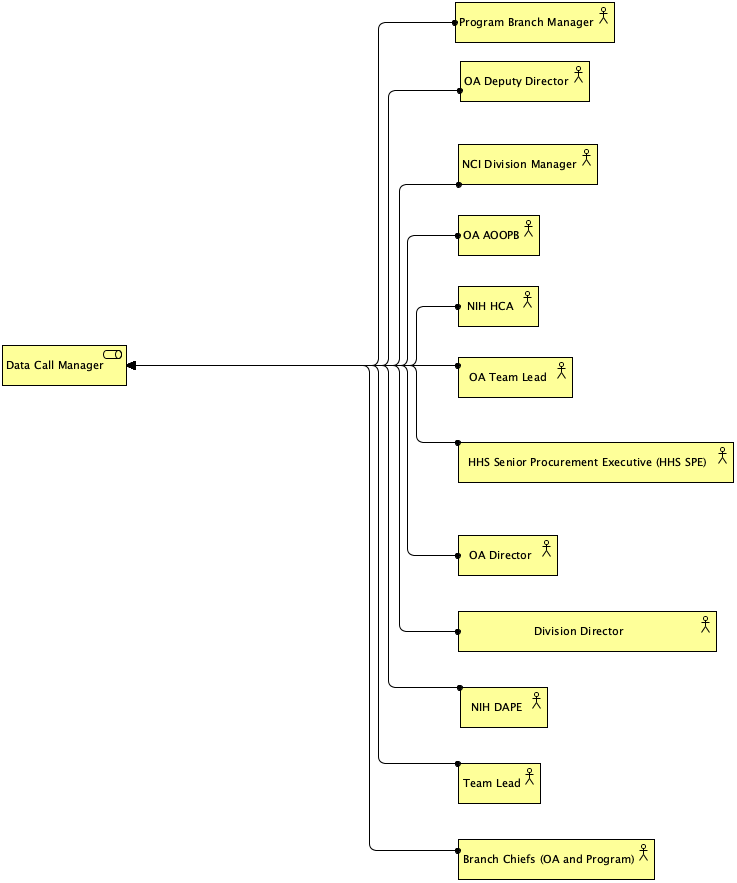 Program Branch Manager
OA Deputy Director
NCI Division Manager
OA AOOPB
NIH HCA
Data Call Manager
OA Team Lead
HHS Senior Procurement Executive (HHS SPE)
OA Director
Division Director
NIH DAPE
Team Lead
Branch Chiefs (OA and Program)